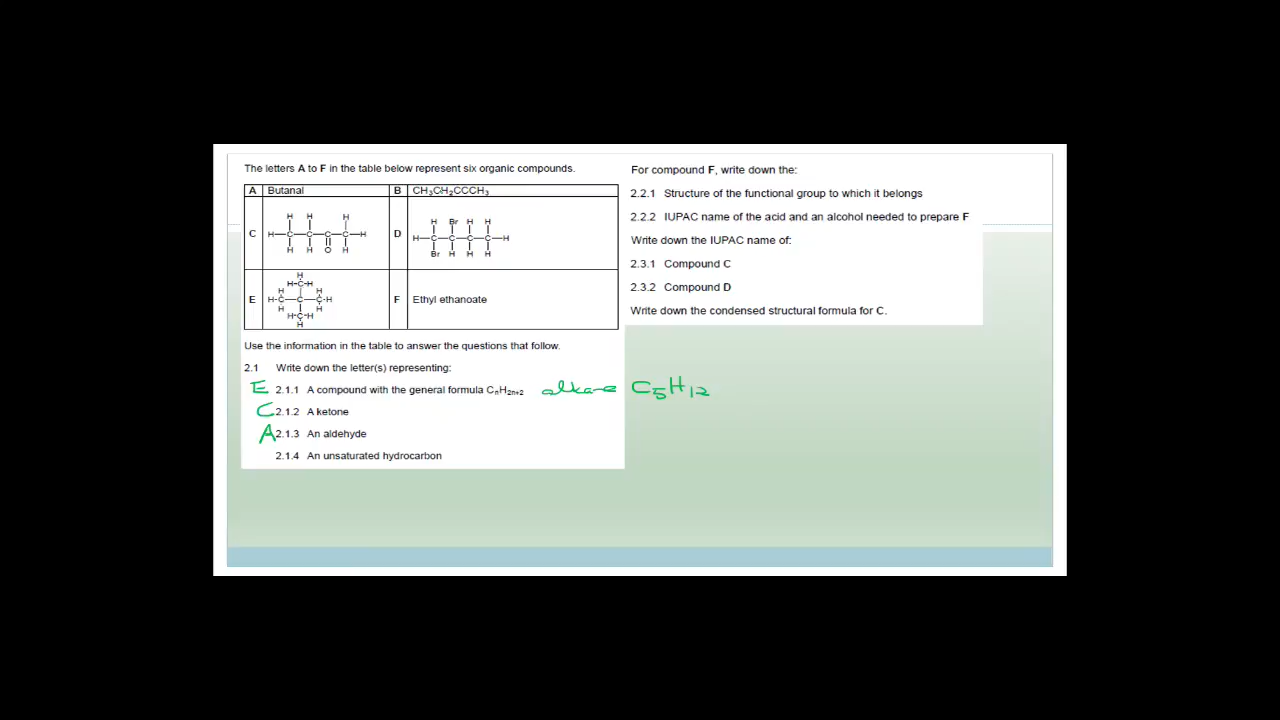 The letters A to F in the table below represent six organic compounds.
A Butanal B CH₃CH₂CCCH₃
C
H H H
H C C C C H
H H O H
D
H Br H H
H C C C C H
Br H H H
E
H
H-C-H
H H
H-C C C-H
H H
H-C-H
H
F Ethyl ethanoate
Use the information in the table to answer the questions that follow.
2.1 Write down the letter(s) representing:
E 2.1.1 A compound with the general formula CₙH₂ₙ₊₂ alkane C₅H₁₂
C 2.1.2 A ketone
A 2.1.3 An aldehyde
2.1.4 An unsaturated hydrocarbon
For compound F, write down the:
2.2.1 Structure of the functional group to which it belongs
2.2.2 IUPAC name of the acid and an alcohol needed to prepare F
Write down the IUPAC name of:
2.3.1 Compound C
2.3.2 Compound D
Write down the condensed structural formula for C.